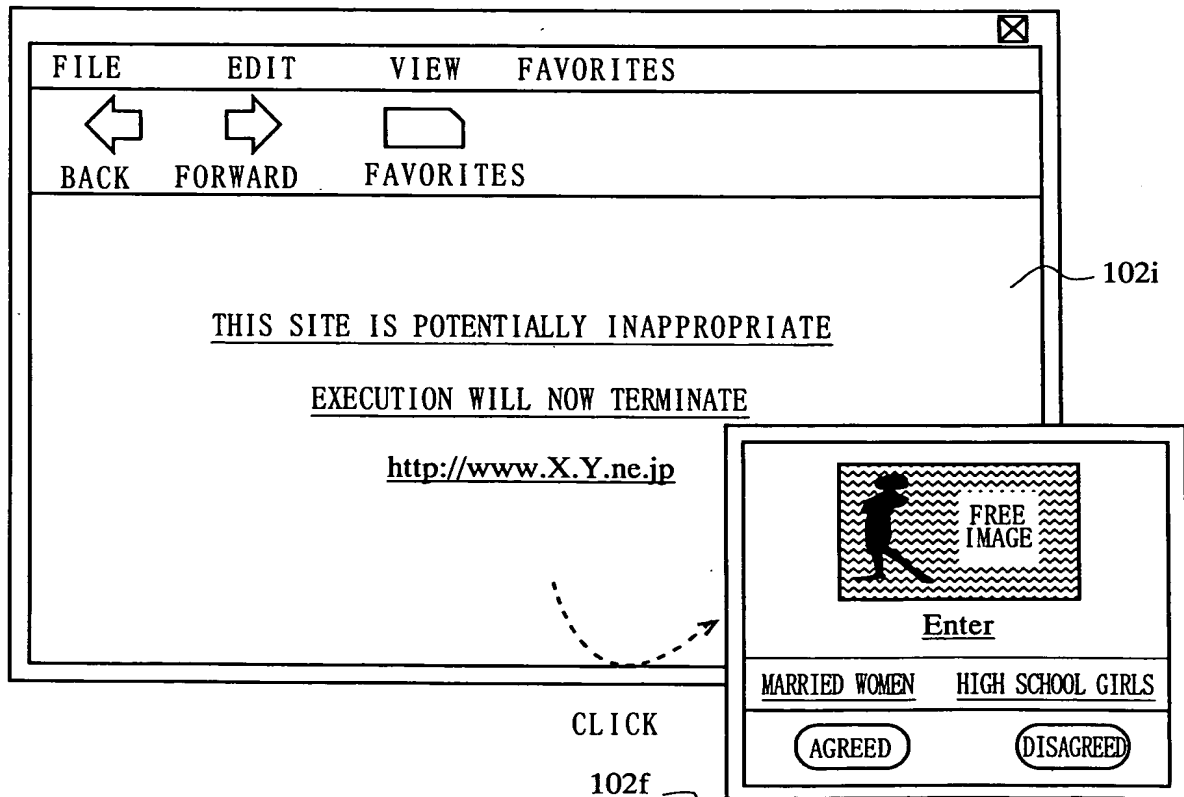 FILE EDIT VIEW FAVORITES
BACK FORWARD FAVORITES
102i
THIS SITE IS POTENTIALLY INAPPROPRIATE
EXECUTION WILL NOW TERMINATE
http://www.X.Y.ne.jp
FREE
IMAGE
Enter
MARRIED WOMEN HIGH SCHOOL GIRLS
AGREED DISAGREED
CLICK
102f